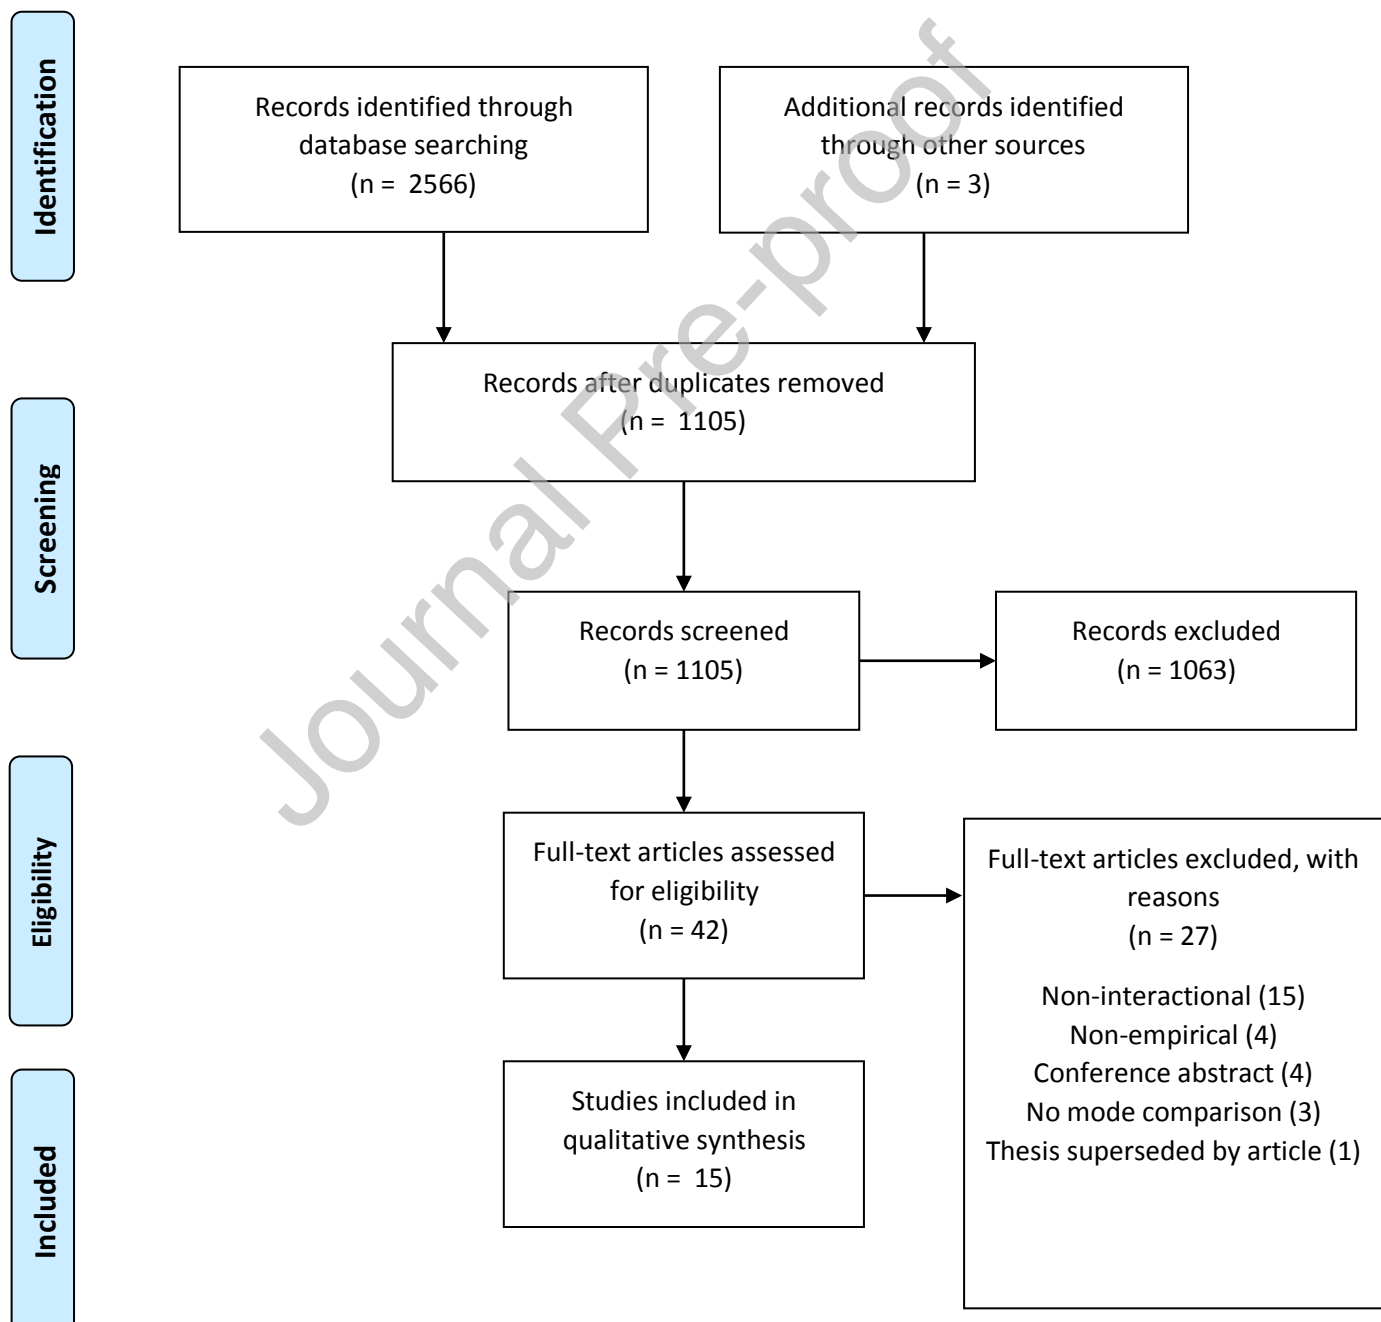 Identification
Records identified through
database searching
(n =  2566)
Additional records identified
through other sources
(n = 3)
Records after duplicates removed
(n =  1105)
Screening
Records screened
(n = 1105)
Records excluded
(n = 1063)
Eligibility
Full-text articles assessed
for eligibility
(n = 42)
Full-text articles excluded, with
reasons
(n = 27)
Non-interactional (15)
Non-empirical (4)
Conference abstract (4)
No mode comparison (3)
Thesis superseded by article (1)
Included
Studies included in
qualitative synthesis
(n =  15)
Journal Pre-proof